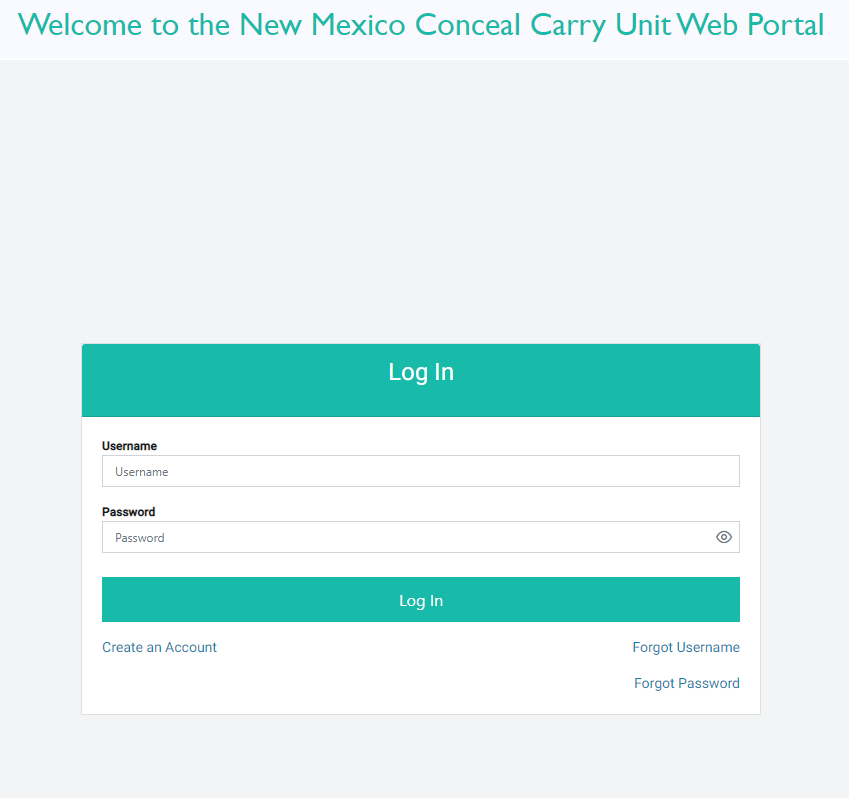 Welcome to the New Mexico Conceal Carry Unit Web Portal
Log In
Username
Username
Password
Password
Log In
Create an Account
Forgot Username
Forgot Password